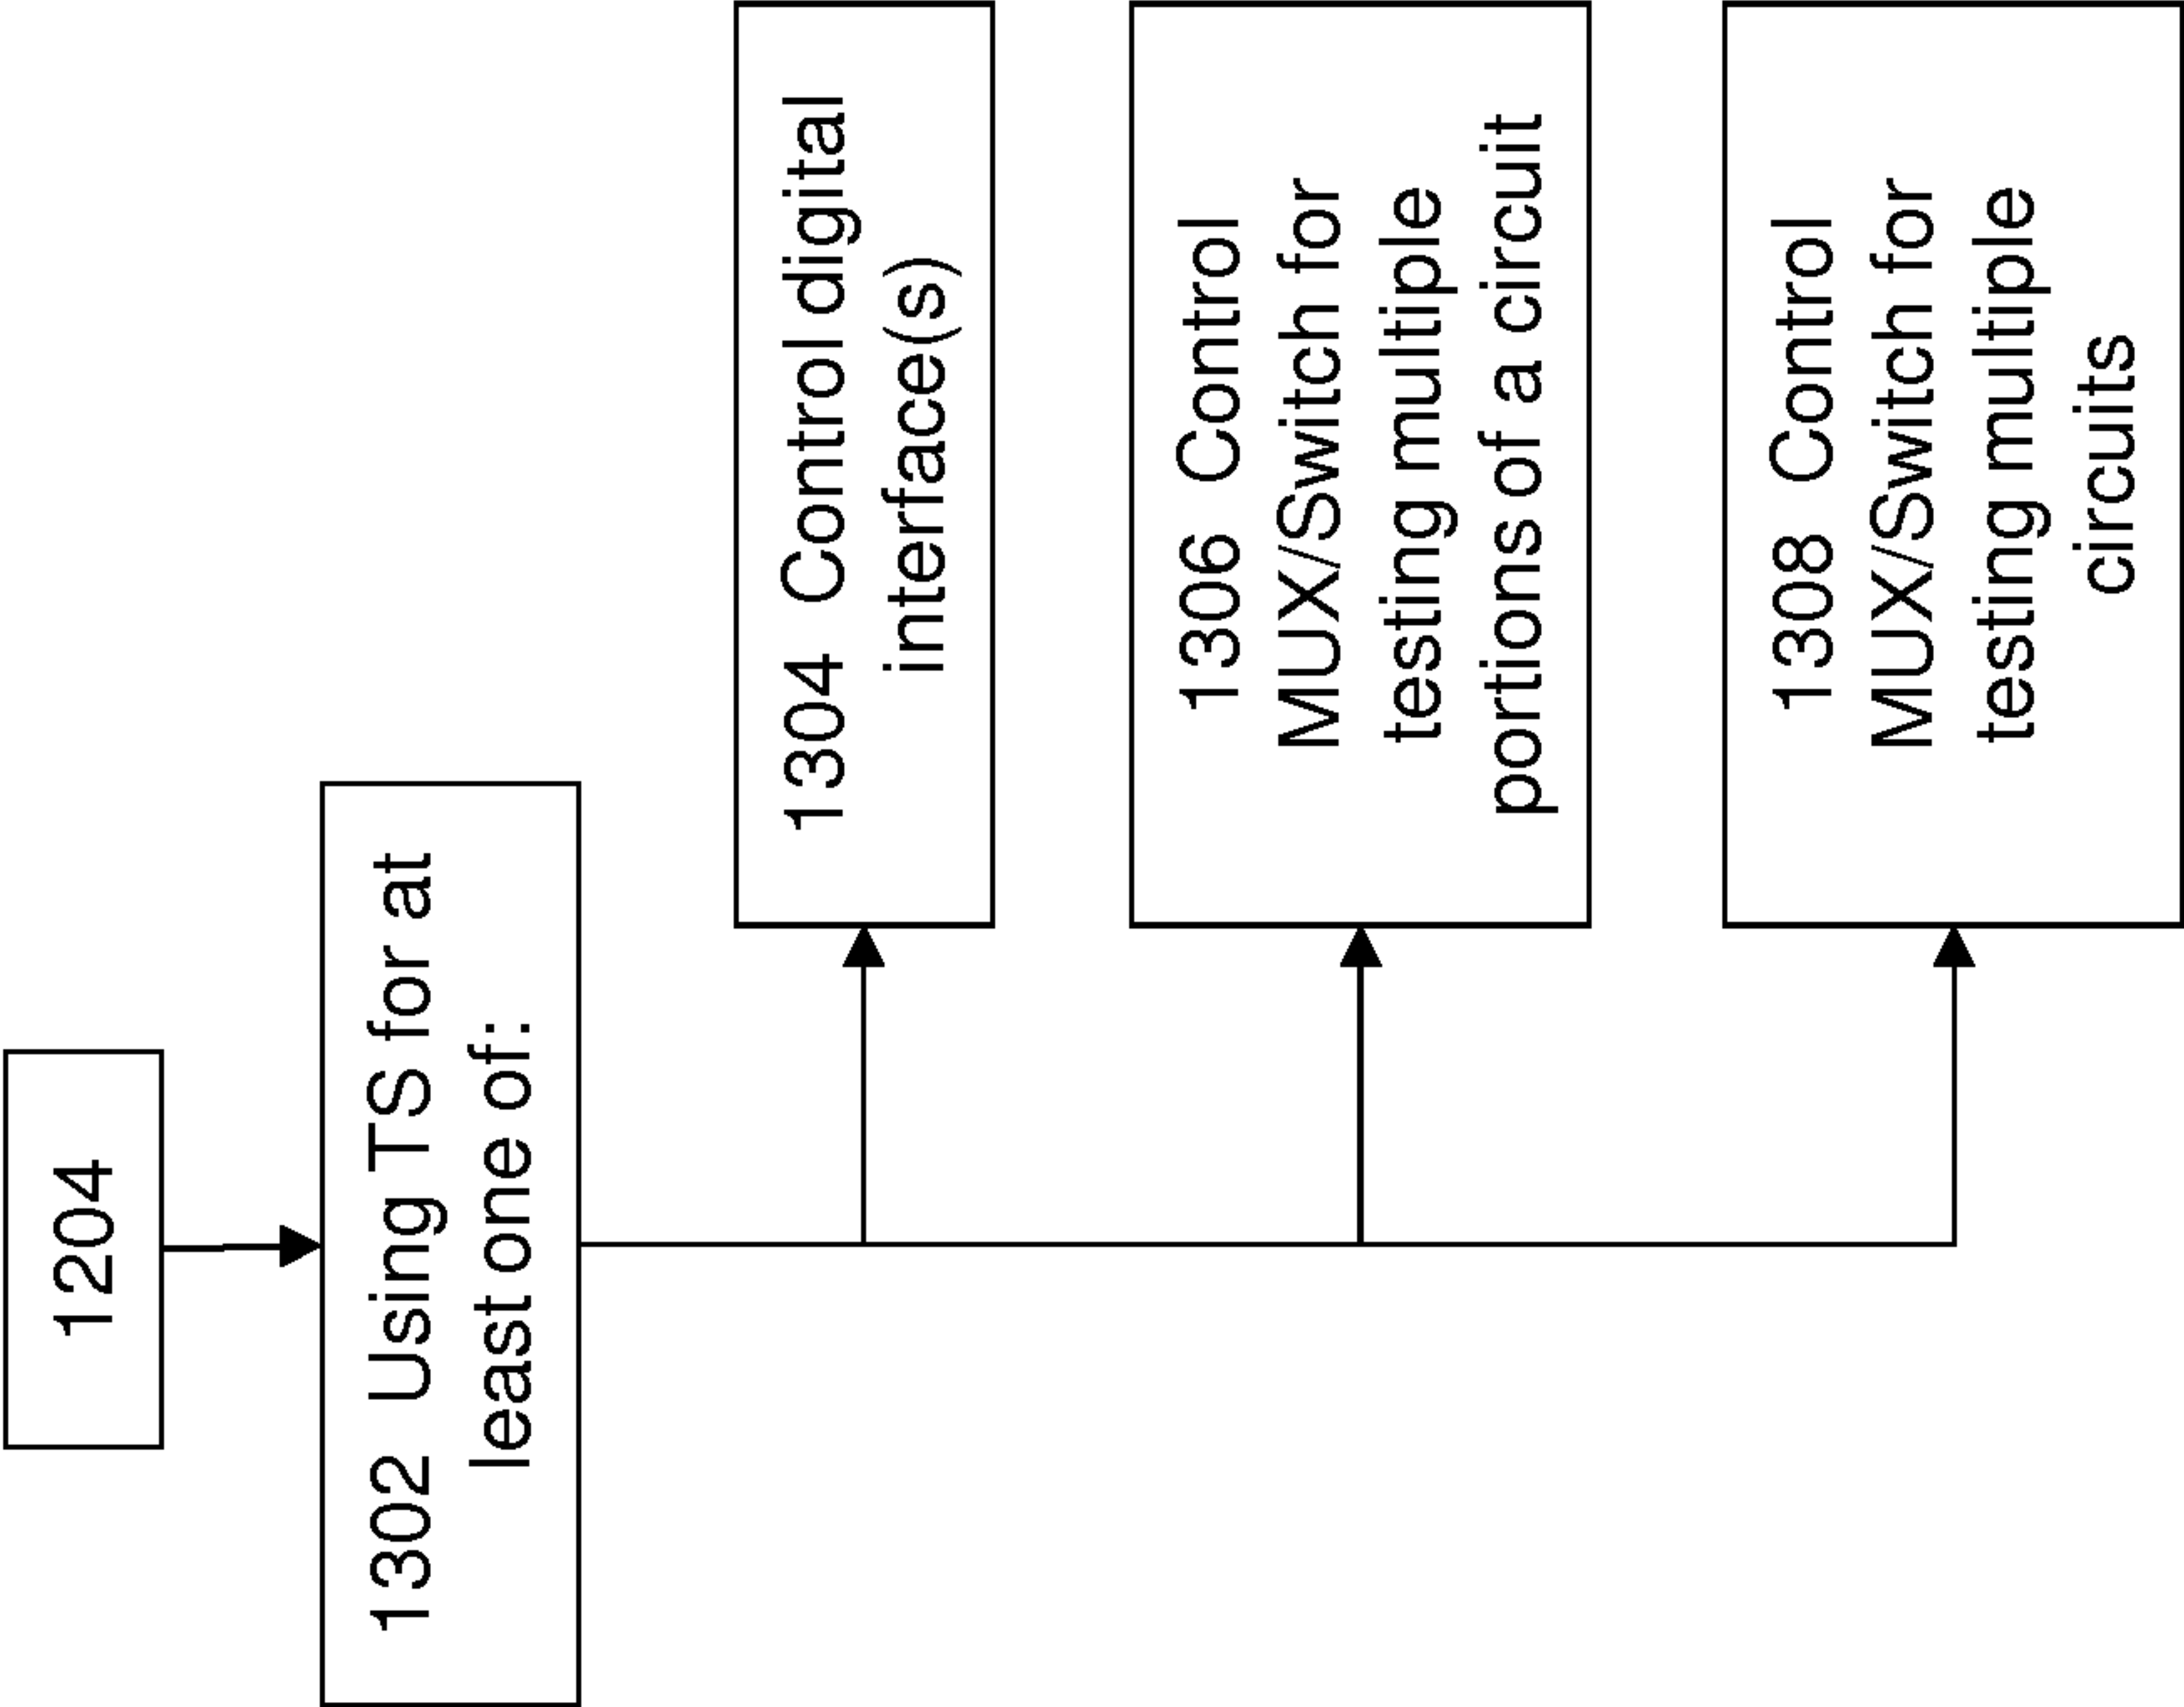 1204
1302 Using TS for at
least one of:
1304 Control digital
interface(s)
1306 Control
MUX/Switch for
testing multiple
portions of a circuit
1308 Control
MUX/Switch for
testing multiple
circuits